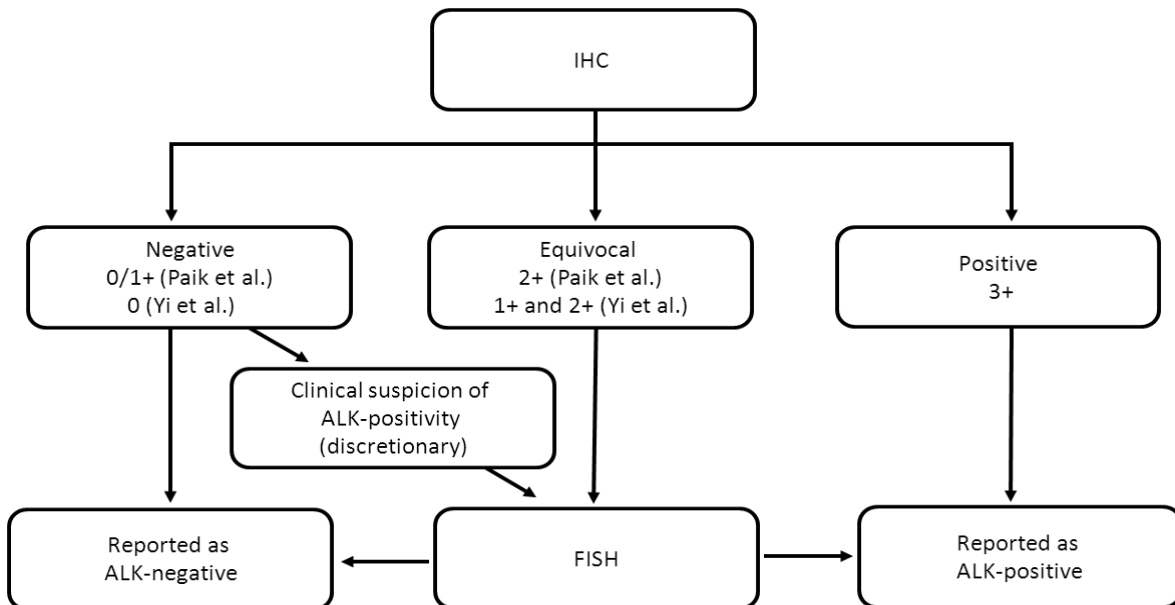 IHC
Negative
0/1+ (Paik et al.)
0 (Yi et al.)
Equivocal
2+ (Paik et al.)
1+ and 2+ (Yi et al.)
Positive
3+
Clinical suspicion of
ALK-positivity
(discretionary)
Reported as
ALK-negative
FISH
Reported as
ALK-positive